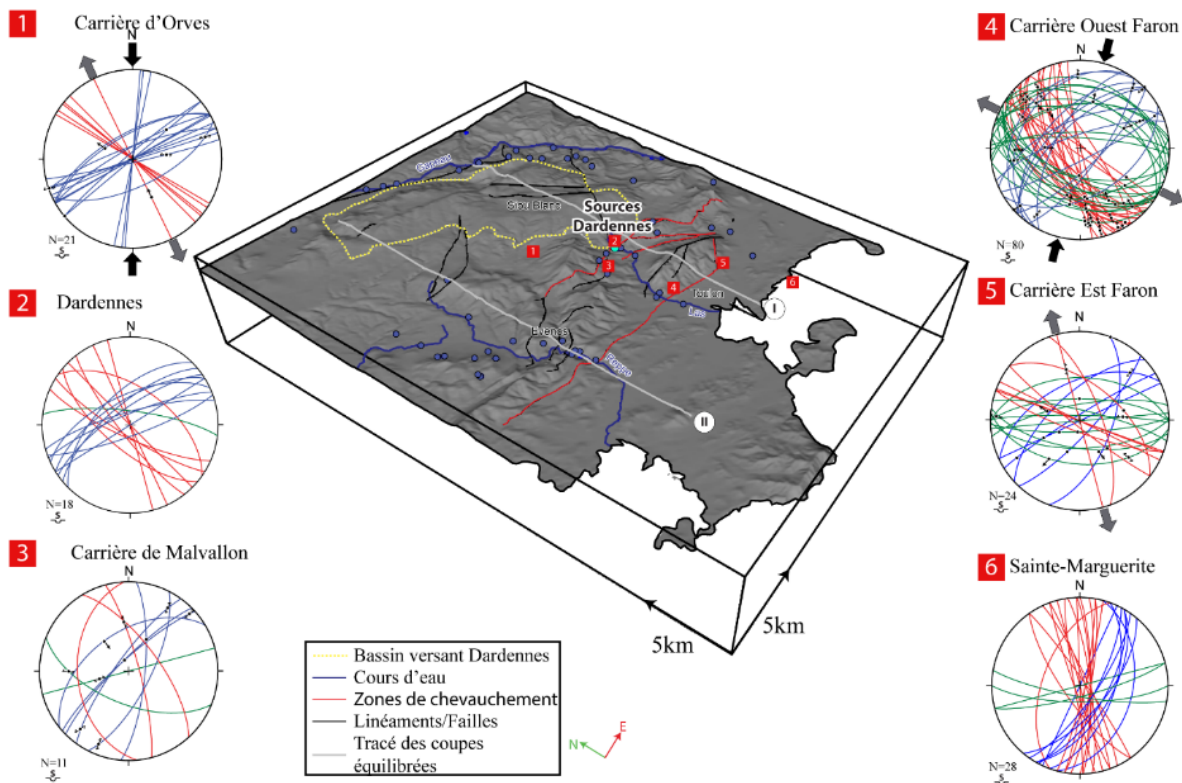 1 Carrière d'Orves
N
N=21
S
2 Dardennes
N
N=18
S
3 Carrière de Malvallon
N
N=11
S
Siou Blanc
Sources
Dardennes
1
2
3
4
5
6
Toulon
Las
Evenos
Reppe
I
II
5km
5km
N
E
Bassin versant Dardennes
Cours d'eau
Zones de chevauchement
Linéaments/Failles
Tracé des coupes
équilibrées
4 Carrière Ouest Faron
N
N=80
S
5 Carrière Est Faron
N
N=24
S
6 Sainte-Marguerite
N
N=28
S